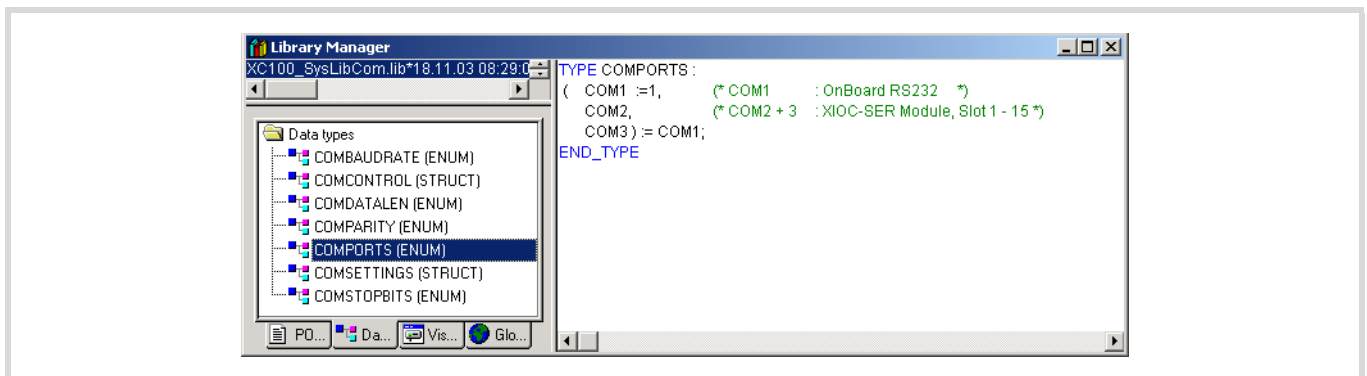 Library Manager
XC100_SysLibCom.lib*18.11.03 08:29:0
Data types
COMBAUDRATE (ENUM)
COMCONTROL (STRUCT)
COMDATALEN (ENUM)
COMPARITY (ENUM)
COMPORTS (ENUM)
COMSETTINGS (STRUCT)
COMSTOPBITS (ENUM)
PO... Da... Vis... Glo...
TYPE COMPORTS :
( COM1 :=1, (* COM1 : OnBoard RS232 *)
COM2, (* COM2 + 3 : XIOC-SER Module, Slot 1 - 15 *)
COM3 ) := COM1;
END_TYPE